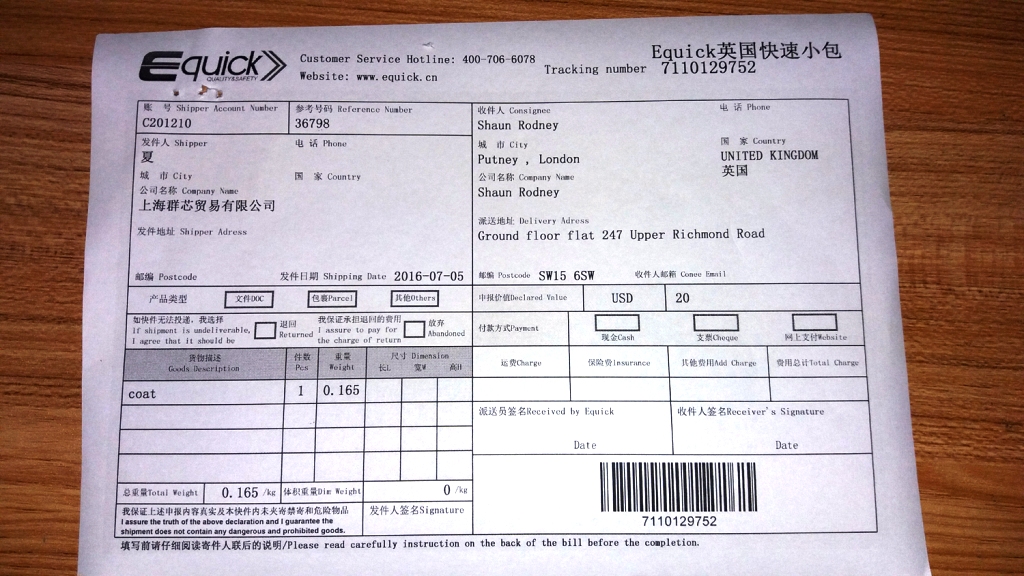 Equick
QUALITY&SAFETY
Customer Service Hotline: 400-706-6078
Website: www.equick.cn
Equick英国快速小包
Tracking number 7110129752
账 号 Shipper Account Number
C201210
参考号码 Reference Number
36798
发件人 Shipper
夏
电 话 Phone
城 市 City
国 家 Country
公司名称 Company Name
上海群芯贸易有限公司
发件地址 Shipper Adress
邮编 Postcode
发件日期 Shipping Date 2016-07-05
收件人 Consignee
Shaun Rodney
电 话 Phone
城 市 City
Putney , London
国 家 Country
UNITED KINGDOM
英国
公司名称 Company Name
Shaun Rodney
派送地址 Delivery Adress
Ground floor flat 247 Upper Richmond Road
邮编 Postcode SW15 6SW
收件人邮箱 Conee Email
产品类型
文件DOC
包裹Parcel
其他Others
申报价值Declared Value
USD
20
如快件无法投递，我选择
If shipment is undeliverable,
I agree that it should be
退回
Returned
我保证承担退回的费用
I assure to pay for
the charge of return
放弃
Abandoned
付款方式Payment
现金Cash
支票Cheque
网上支付Website
货物描述
Goods Description
件数
Pcs
重量
Weight
尺寸 Dimension
长L
宽W
高H
运费Charge
保险费Insurance
其他费用Add Charge
费用总计Total Charge
coat
1
0.165
派送员签名Received by Equick
Date
收件人签名Receiver's Signature
Date
总重量Total Weight
0.165 /kg
体积重量Dim Weight
0 /kg
我保证上述申报内容真实及本快件内未夹寄禁寄和危险物品
I assure the truth of the above declaration and I guarantee the
shipment does not contain any dangerous and prohibited goods.
发件人签名Signature
7110129752
填写前请仔细阅读寄件人联后的说明/Please read carefully instruction on the back of the bill before the completion.